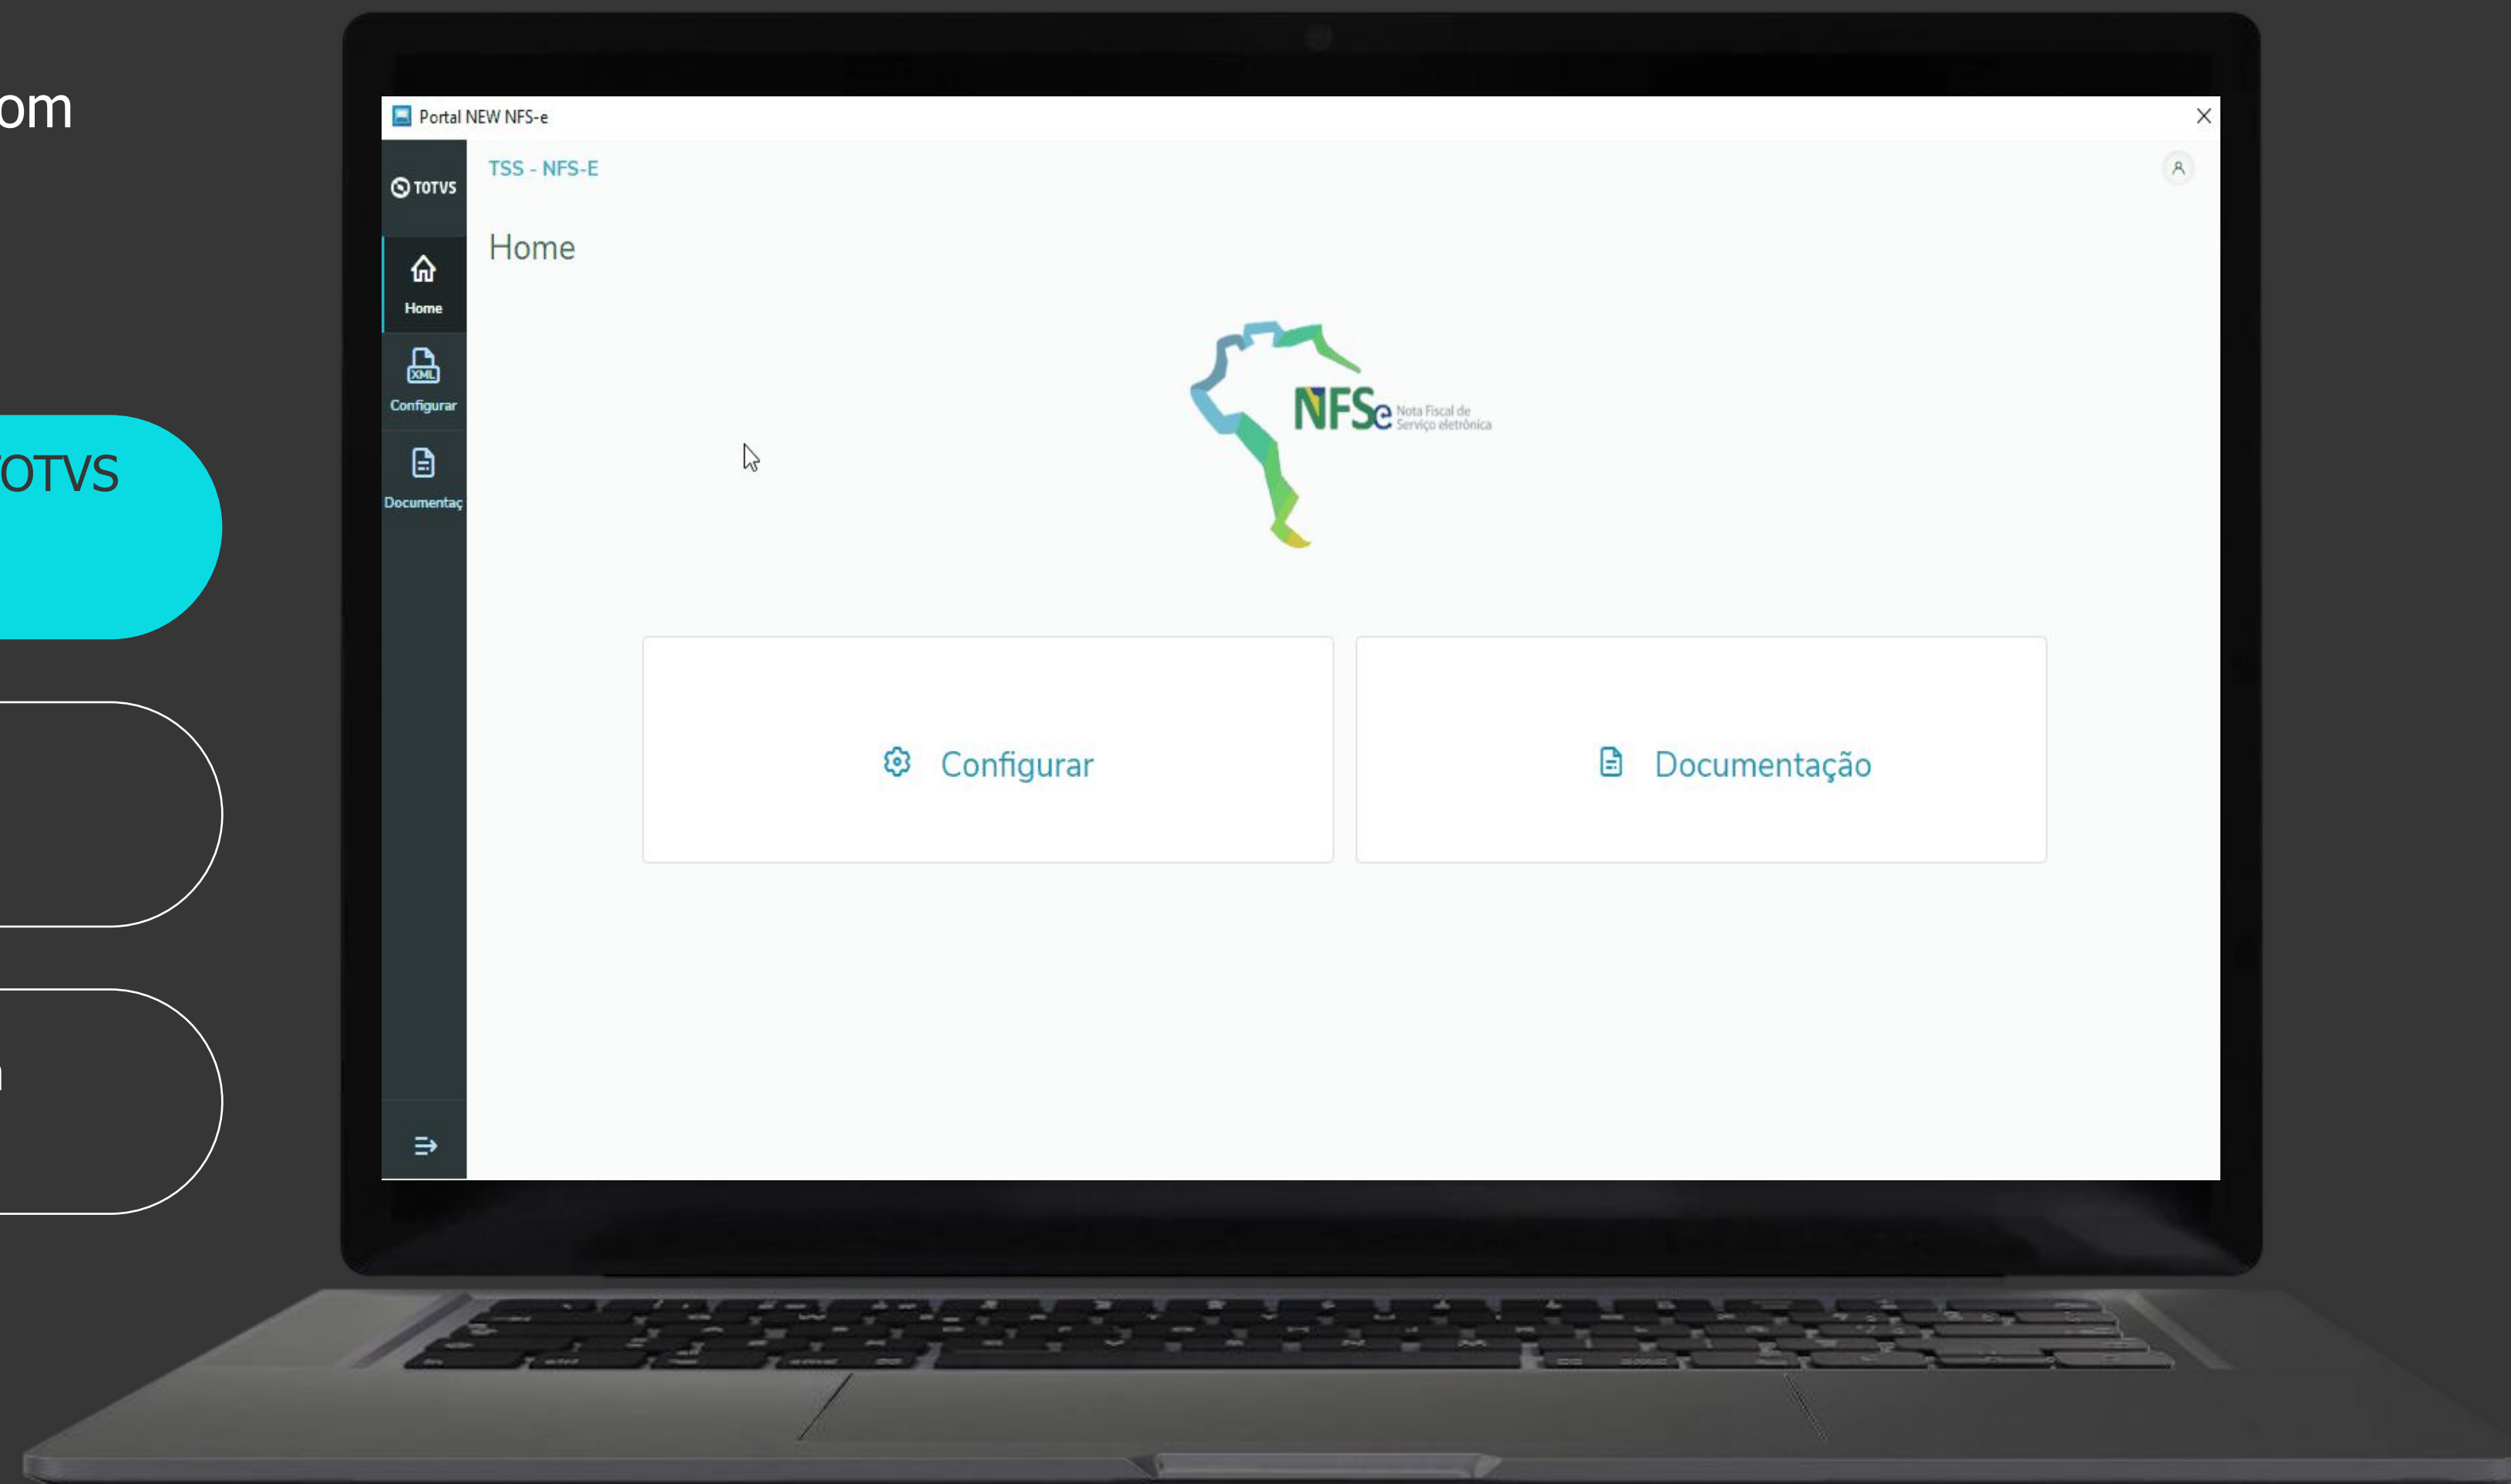 om
TOTVS
Portal NEW NFS-e
TOTVS
TSS - NFS-E
Home
Home
Configurar
Documentaç
NFSe Nota Fiscal de
Serviço eletrônica
Configurar
Documentação